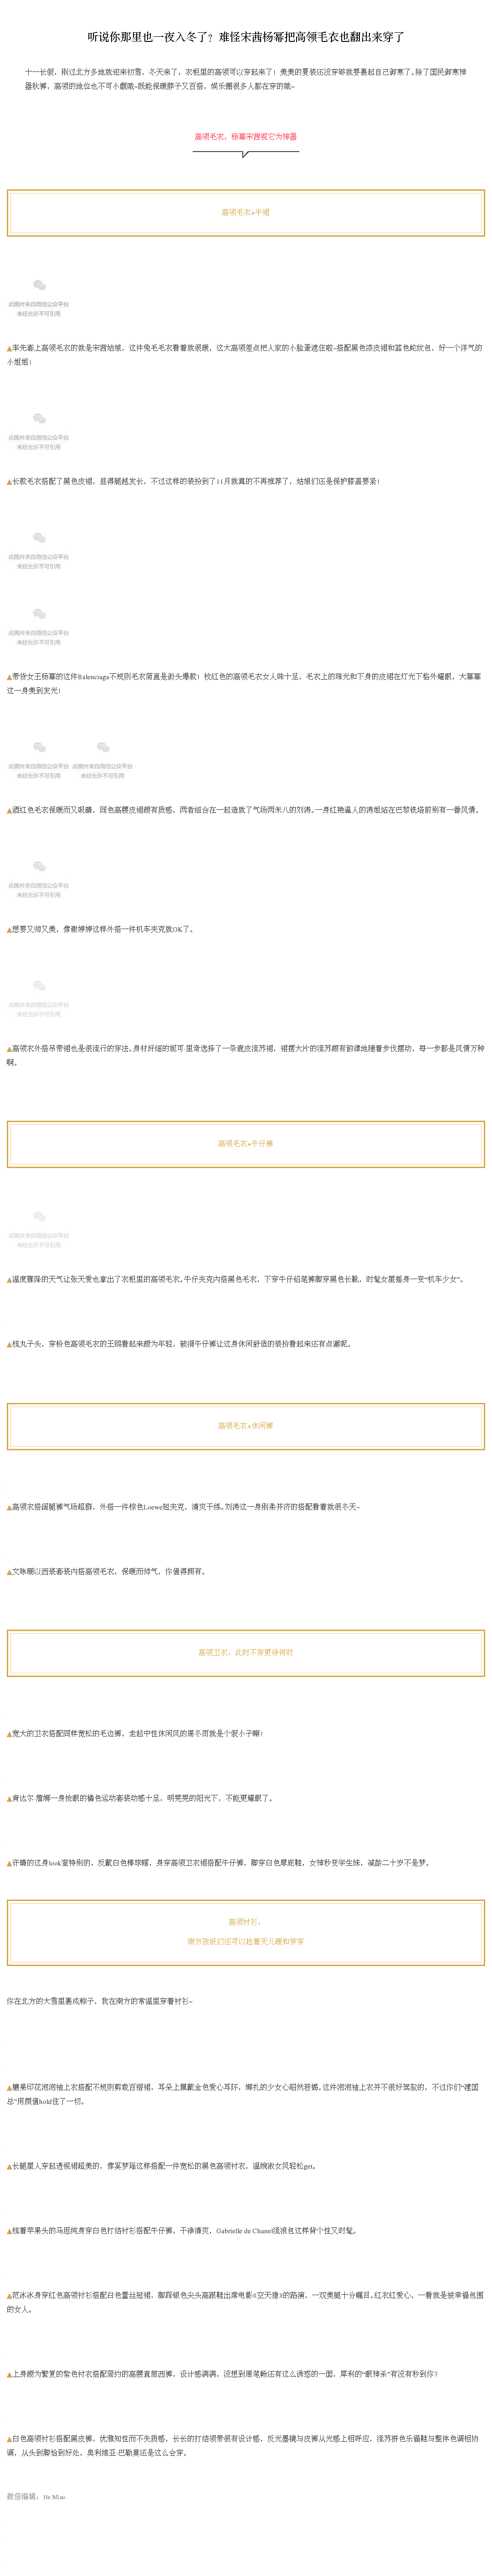 听说你那里也一夜入冬了？难怪宋茜杨幂把高领毛衣也翻出来穿了
十一长假，刚过北方多地就迎来初雪，冬天来了，衣柜里的高领可以穿起来了！美美的夏装还没穿够就要裹起自己御寒了。除了国民御寒神
器秋裤，高领的地位也不可小觑哦~既能保暖脖子又百搭，娱乐圈很多人都在穿的哦~
高领毛衣，杨幂宋茜视它为神器
高领毛衣+半裙
此图片来自微信公众平台
未经允许不可引用
▲率先套上高领毛衣的就是宋茜姑娘，这件兔毛毛衣看着就很暖，这大高领差点把人家的小脸蛋遮住啦~搭配黑色漆皮裙和蓝色蛇纹包，好一个洋气的
小姐姐！
此图片来自微信公众平台
未经允许不可引用
▲长款毛衣搭配了黑色皮裙，显得腿越发长，不过这样的装扮到了11月就真的不再推荐了，姑娘们还是保护膝盖要紧！
此图片来自微信公众平台
未经允许不可引用
此图片来自微信公众平台
未经允许不可引用
▲带货女王杨幂的这件Balenciaga不规则毛衣简直是街头爆款！玫红色的高领毛衣女人味十足，毛衣上的珠光和下身的皮裙在灯光下格外耀眼，大幂幂
这一身美到发光！
此图片来自微信公众平台 此图片来自微信公众平台
未经允许不可引用 未经允许不可引用
▲酒红色毛衣保暖而又吸睛，同色高腰皮裙颇有质感，两者组合在一起造就了气场两米八的刘涛。一身红艳逼人的涛姐站在巴黎铁塔前别有一番风情。
此图片来自微信公众平台
未经允许不可引用
▲想要又帅又美，像谢婷婷这样外搭一件机车夹克就OK了。
此图片来自微信公众平台
未经允许不可引用
▲高领衣外搭吊带裙也是很流行的穿法。身材纤细的妮可·里奇选择了一条鹿皮流苏裙，裙摆大片的流苏颇有韵律地随着步伐摆动，每一步都是风情万种
啊。
高领毛衣+牛仔裤
此图片来自微信公众平台
未经允许不可引用
▲温度骤降的天气让张天爱也拿出了衣柜里的高领毛衣。牛仔夹克内搭黑色毛衣，下穿牛仔铅笔裤脚穿黑色长靴，时髦女星摇身一变“机车少女”。
▲梳丸子头，穿粉色高领毛衣的王鸥看起来颇为年轻，破洞牛仔裤让这身休闲舒适的装扮看起来还有点潮呢。
高领毛衣+休闲裤
▲高领衣搭阔腿裤气场超群，外搭一件棕色Loewe短夹克，清爽干练。刘涛这一身刚柔并济的搭配看着就很冬天~
▲文咏珊以西装套装内搭高领毛衣，保暖而帅气，你值得拥有。
高领卫衣，此时不穿更待何时
▲宽大的卫衣搭配同样宽松的毛边裤，走起中性休闲风的周冬雨就是个假小子嘛！
▲肯达尔·詹娜一身抢眼的橘色运动套装动感十足，明晃晃的阳光下，不能更耀眼了。
▲许晴的这身look蛮特别的，反戴白色棒球帽，身穿高领卫衣裙搭配牛仔裤，脚穿白色厚底鞋，女神秒变学生妹，减龄二十岁不是梦。
高领衬衫，
南方孩纸们还可以趁着天儿暖和穿穿
你在北方的大雪里裹成粽子，我在南方的常温里穿着衬衫~
▲糖果印花泡泡袖上衣搭配不规则剪裁百褶裙，耳朵上佩戴金色爱心耳环，娜扎的少女心昭然若揭。这件泡泡袖上衣并不很好驾驭的，不过你们“建国
总”用颜值hold住了一切。
▲长腿星人穿起透视裙超美的，像奚梦瑶这样搭配一件宽松的黑色高领衬衣，温婉淑女风轻松get。
▲梳着苹果头的马思纯身穿白色打结衬衫搭配牛仔裤，干净清爽，Gabrielle de Chanel流浪包这样背个性又时髦。
▲范冰冰身穿红色高领衬衫搭配白色蕾丝短裙，脚踩银色尖头高跟鞋出席电影《空天猎》的路演，一双美腿十分瞩目。红衣红爱心，一看就是被幸福包围
的女人。
▲上身颇为繁复的紫色衬衣搭配简约的高腰直筒西裤，设计感满满，没想到周笔畅还有这么诱惑的一面，犀利的“眼神杀”有没有秒到你？
▲白色高领衬衫搭配黑皮裤，优雅知性而不失质感，长长的打结领带很有设计感，反光墨镜与皮裤从光感上相呼应，流苏拼色乐福鞋与整体色调相协
调，从头到脚恰到好处，奥利维亚·巴勒莫还是这么会穿。
微信编辑：He Miao